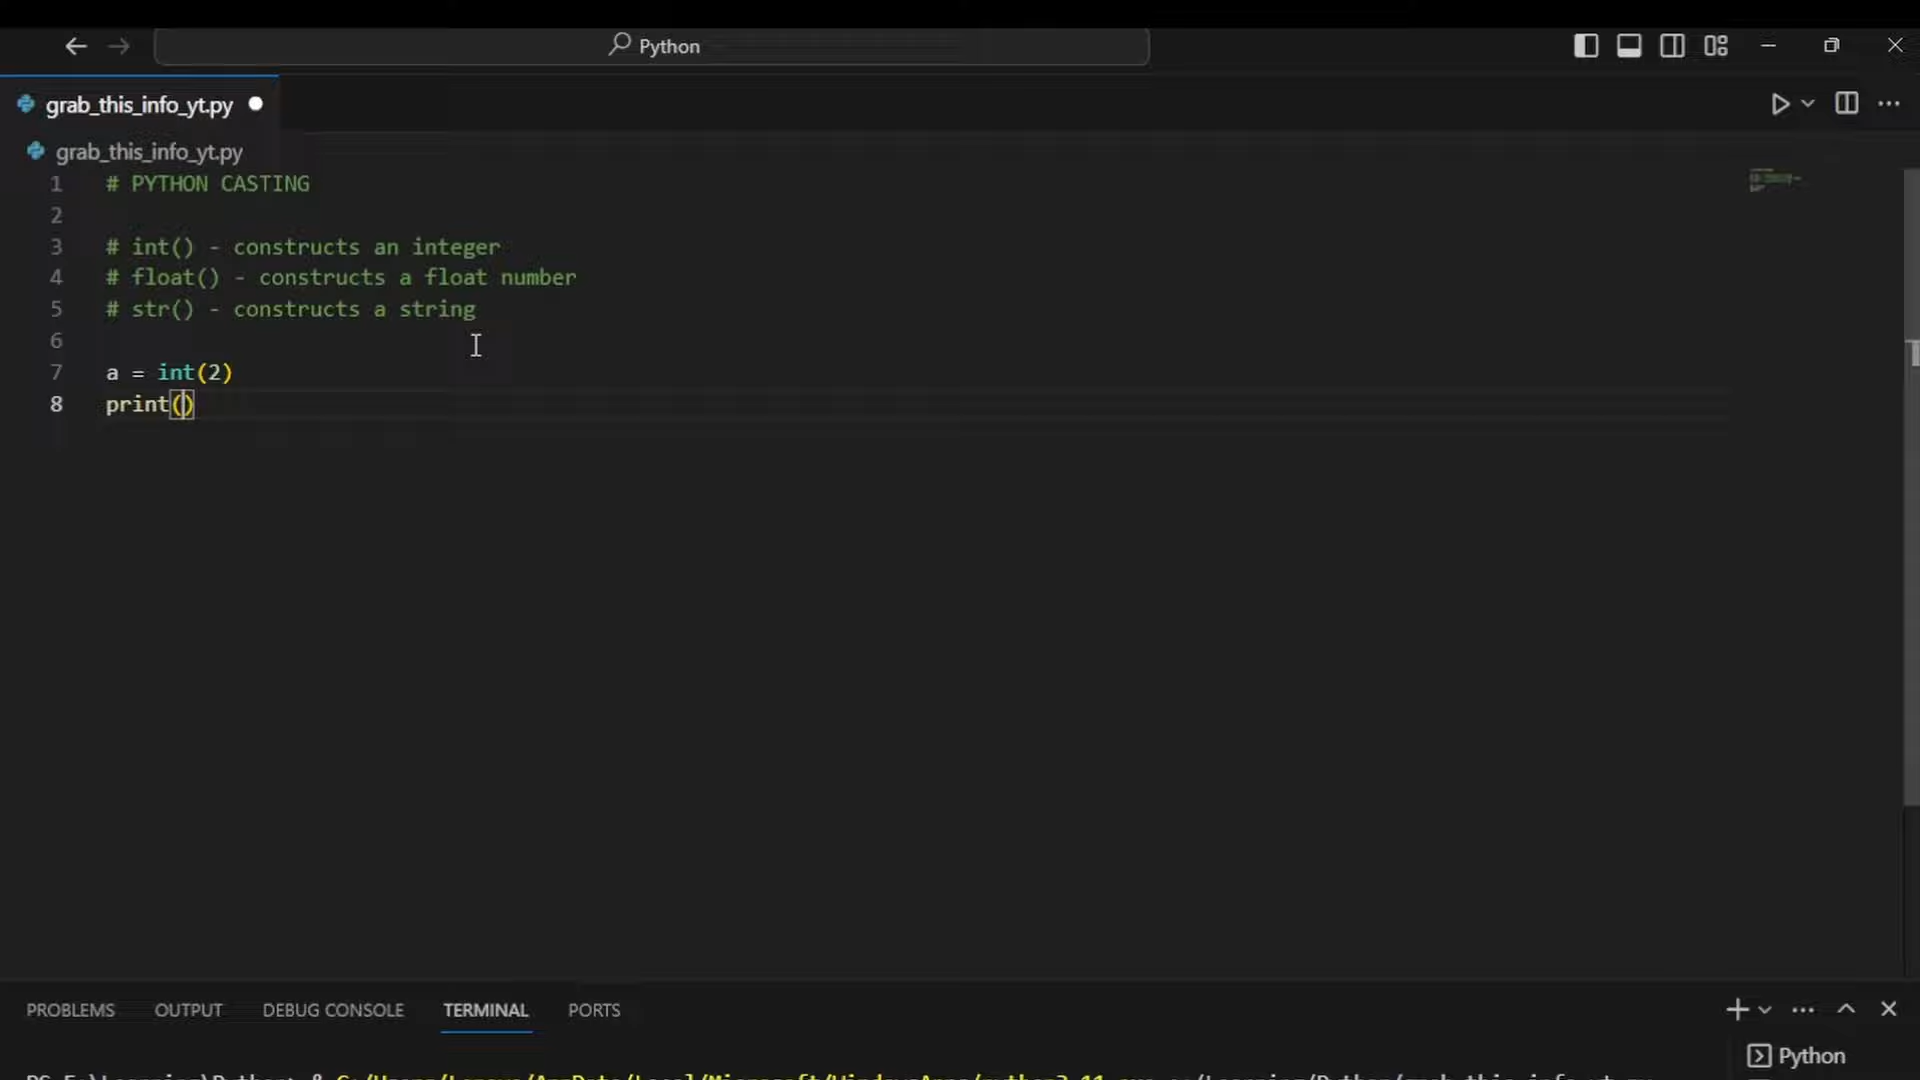 Python
grab_this_info_yt.py
grab_this_info_yt.py
1 # PYTHON CASTING
2
3 # int() - constructs an integer
4 # float() - constructs a float number
5 # str() - constructs a string
6
7 a = int(2)
8 print()
PROBLEMS OUTPUT DEBUG CONSOLE TERMINAL PORTS
Python